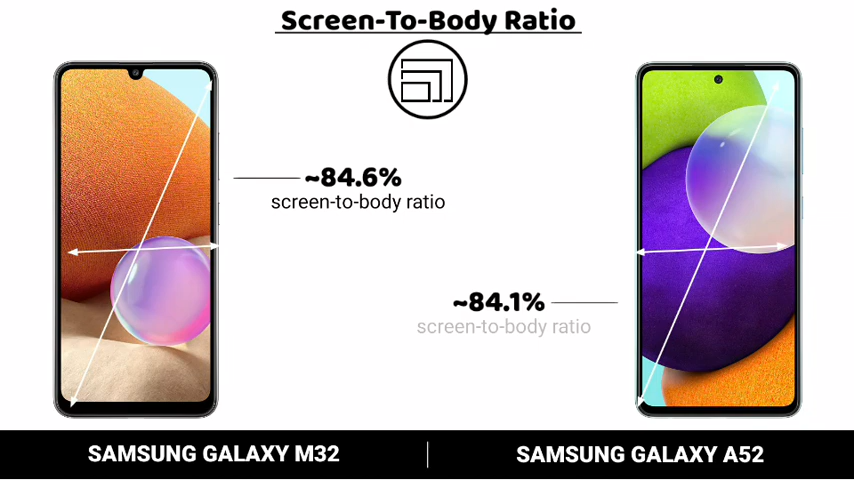 Screen-To-Body Ratio
~84.6%
screen-to-body ratio
~84.1%
screen-to-body ratio
SAMSUNG GALAXY M32
SAMSUNG GALAXY A52